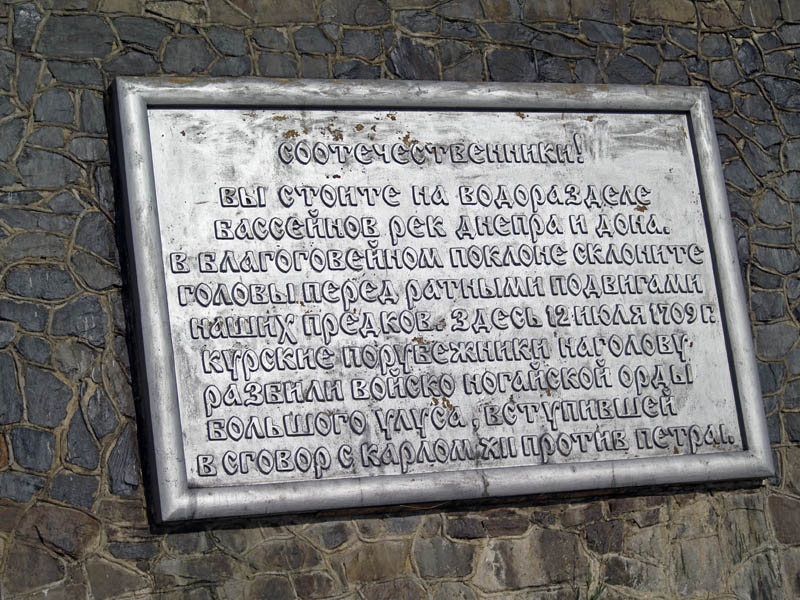 СООТЕЧЕСТВЕННИКИ!
ВЫ СТОИТЕ НА ВОДОРАЗДЕЛЕ
БАССЕЙНОВ РЕК ДНЕПРА И ДОНА.
В БЛАГОГОВЕЙНОМ ПОКЛОНЕ СКЛОНИТЕ
ГОЛОВЫ ПЕРЕД РАТНЫМИ ПОДВИГАМИ
НАШИХ ПРЕДКОВ. ЗДЕСЬ 12 ИЮЛЯ 1709 Г.
КУРСКИЕ ПОРУБЕЖНИКИ НАГОЛОВУ
РАЗБИЛИ ВОЙСКО НОГАЙСКОЙ ОРДЫ
БОЛЬШОГО УЛУСА, ВСТУПИВШЕЙ
В СГОВОР С КАРЛОМ XII ПРОТИВ ПЕТРА I.